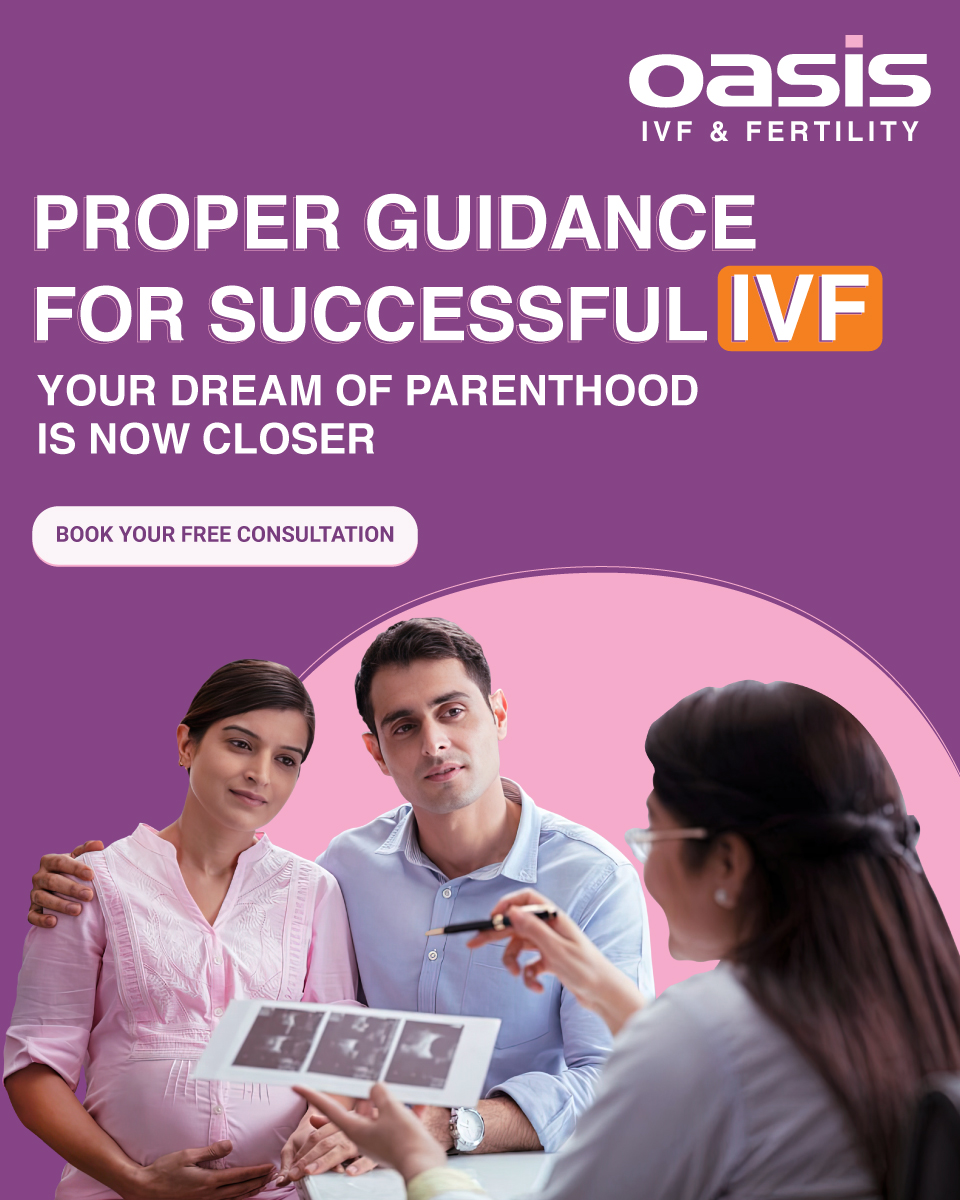 oasis
IVF & FERTILITY
PROPER GUIDANCE
FOR SUCCESSFUL IVF
YOUR DREAM OF PARENTHOOD
IS NOW CLOSER
BOOK YOUR FREE CONSULTATION